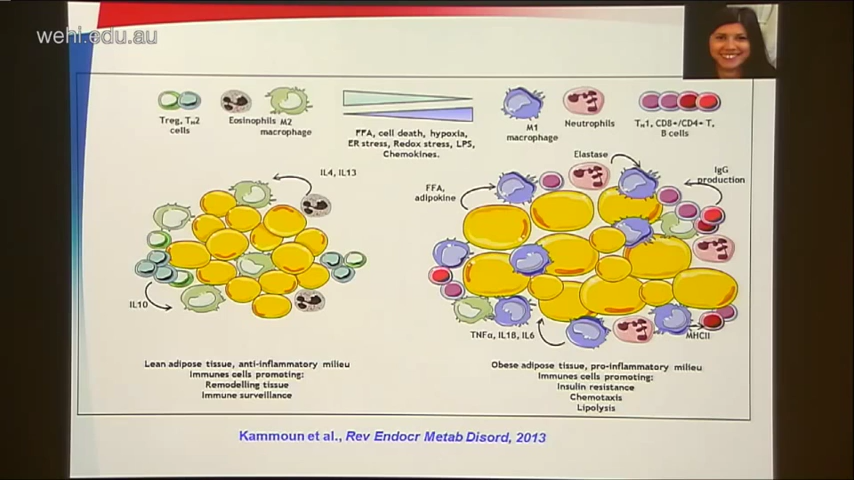 wehi.edu.au
Treg, TH2
cells
Eosinophils
M2
macrophage
FFA, cell death, hypoxia,
ER stress, Redox stress, LPS,
Chemokines.
M1
macrophage
Neutrophils
TH1, CD8+/CD4+ T,
B cells
IL4, IL13
IL10
Elastase
FFA,
adipokine
IgG
production
TNFα, IL1B, IL6
MHCII
Lean adipose tissue, anti-inflammatory milieu
Immunes cells promoting:
Remodelling tissue
Immune surveillance
Obese adipose tissue, pro-inflammatory milieu
Immunes cells promoting:
Insulin resistance
Chemotaxis
Lipolysis
Kammoun et al., Rev Endocr Metab Disord, 2013